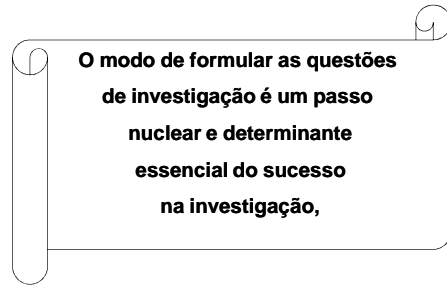 O modo de formular as questões
de investigação é um passo
nuclear e determinante
essencial do sucesso
na investigação,